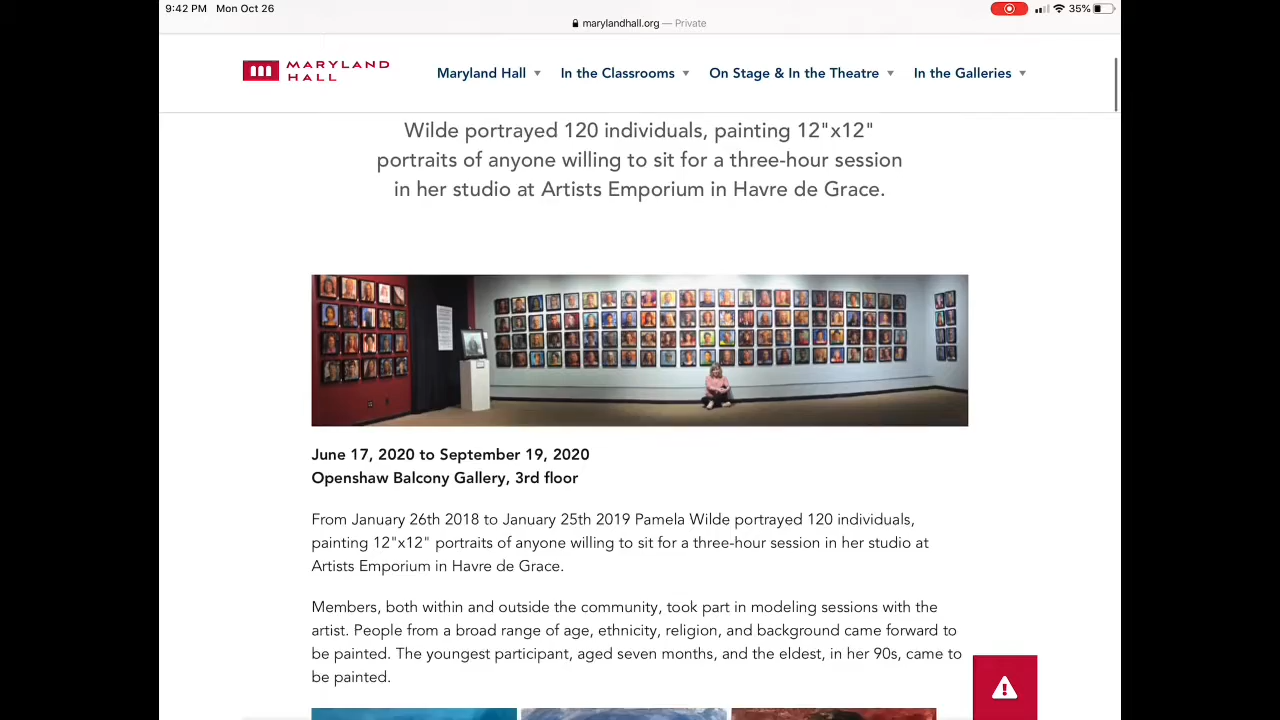 9:42 PM Mon Oct 26
35%
marylandhall.org — Private
MARYLAND
HALL
Mary​land Hall
In the Classrooms
On Stage & In the Theatre
In the Galleries
Wilde portrayed 120 individuals, painting 12"x12"
portraits of anyone willing to sit for a three-hour session
in her studio at Artists Emporium in Havre de Grace.
June 17, 2020 to September 19, 2020
Openshaw Balcony Gallery, 3rd floor
From January 26th 2018 to January 25th 2019 Pamela Wilde portrayed 120 individuals,
painting 12"x12" portraits of anyone willing to sit for a three-hour session in her studio at
Artists Emporium in Havre de Grace.
Members, both within and outside the community, took part in modeling sessions with the
artist. People from a broad range of age, ethnicity, religion, and background came forward to
be painted. The youngest participant, aged seven months, and the eldest, in her 90s, came to
be painted.